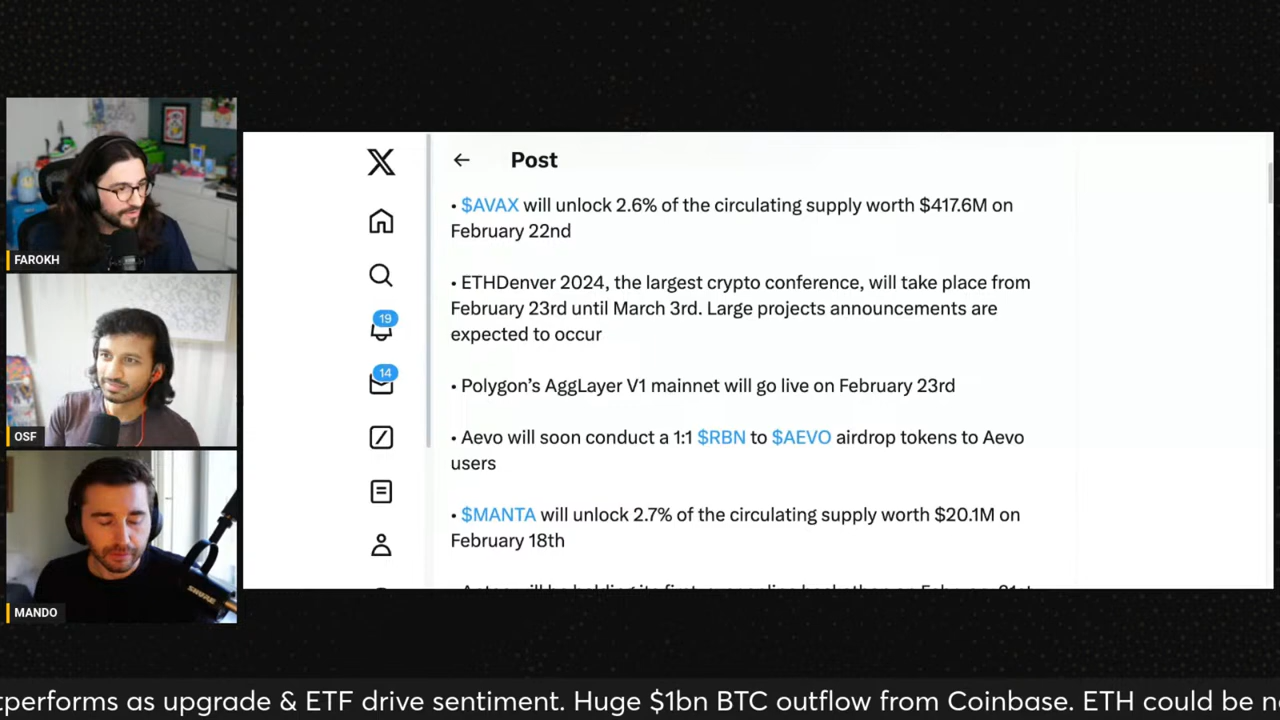 FAROKH
OSF
MANDO
Post
19
14
• $AVAX will unlock 2.6% of the circulating supply worth $417.6M on
February 22nd
• ETHDenver 2024, the largest crypto conference, will take place from
February 23rd until March 3rd. Large projects announcements are
expected to occur
• Polygon’s AggLayer V1 mainnet will go live on February 23rd
• Aevo will soon conduct a 1:1 $RBN to $AEVO airdrop tokens to Aevo
users
• $MANTA will unlock 2.7% of the circulating supply worth $20.1M on
February 18th
SHURE
tperforms as upgrade & ETF drive sentiment. Huge $1bn BTC outflow from Coinbase. ETH could be n